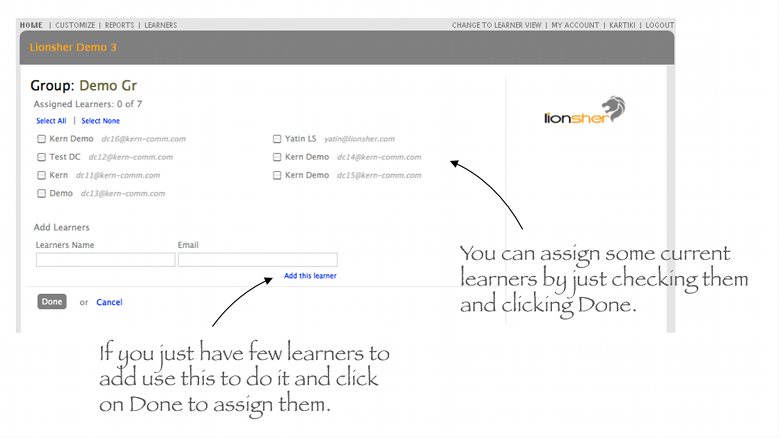 HOME | CUSTOMIZE | REPORTS | LEARNERS
CHANGE TO LEARNER VIEW | MY ACCOUNT | KARTIKI | LOGOUT
Lionsher Demo 3
Group: Demo Gr
lionsher
Assigned Learners: 0 of 7
Select All | Select None
Kern Demo dc16@kern-comm.com
Yatin LS yatin@lionsher.com
Test DC dc12@kern-comm.com
Kern Demo dc14@kern-comm.com
Kern dc11@kern-comm.com
Kern Demo dc15@kern-comm.com
Demo dc13@kern-comm.com
Add Learners
Learners Name Email
Add this learner
Done or Cancel
You can assign some current
learners by just checking them
and clicking Done.
If you just have few learners to
add use this to do it and click
on Done to assign them.